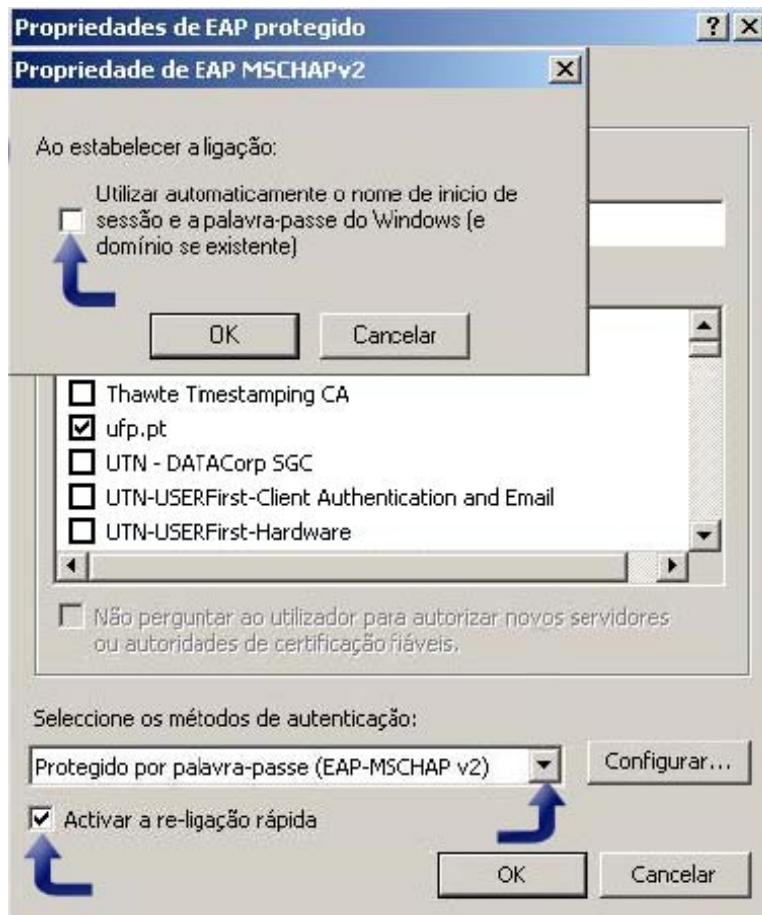 Propriedades de EAP protegido
Propriedade de EAP MSCHAPv2
Ao estabelecer a ligação:
Utilizar automaticamente o nome de inicio de
sessão e a palavra-passe do Windows (e
domínio se existente)
OK
Cancelar
Thawte Timestamping CA
ufp.pt
UTN - DATACorp SGC
UTN-USERFirst-Client Authentication and Email
UTN-USERFirst-Hardware
Não perguntar ao utilizador para autorizar novos servidores
ou autoridades de certificação fiáveis.
Seleccione os métodos de autenticação:
Protegido por palavra-passe (EAP-MSCHAP v2)
Configurar...
Activar a re-ligação rápida
OK
Cancelar